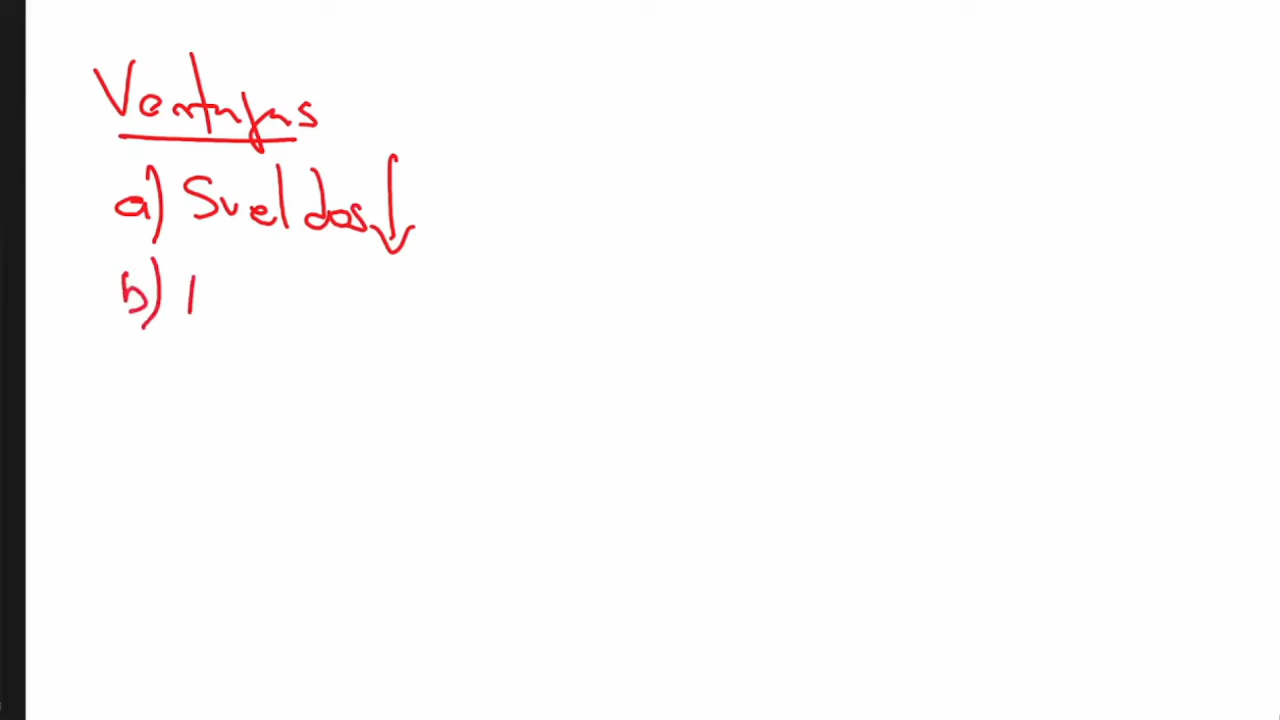 Ventajas
a) Sueldos ↓
b)